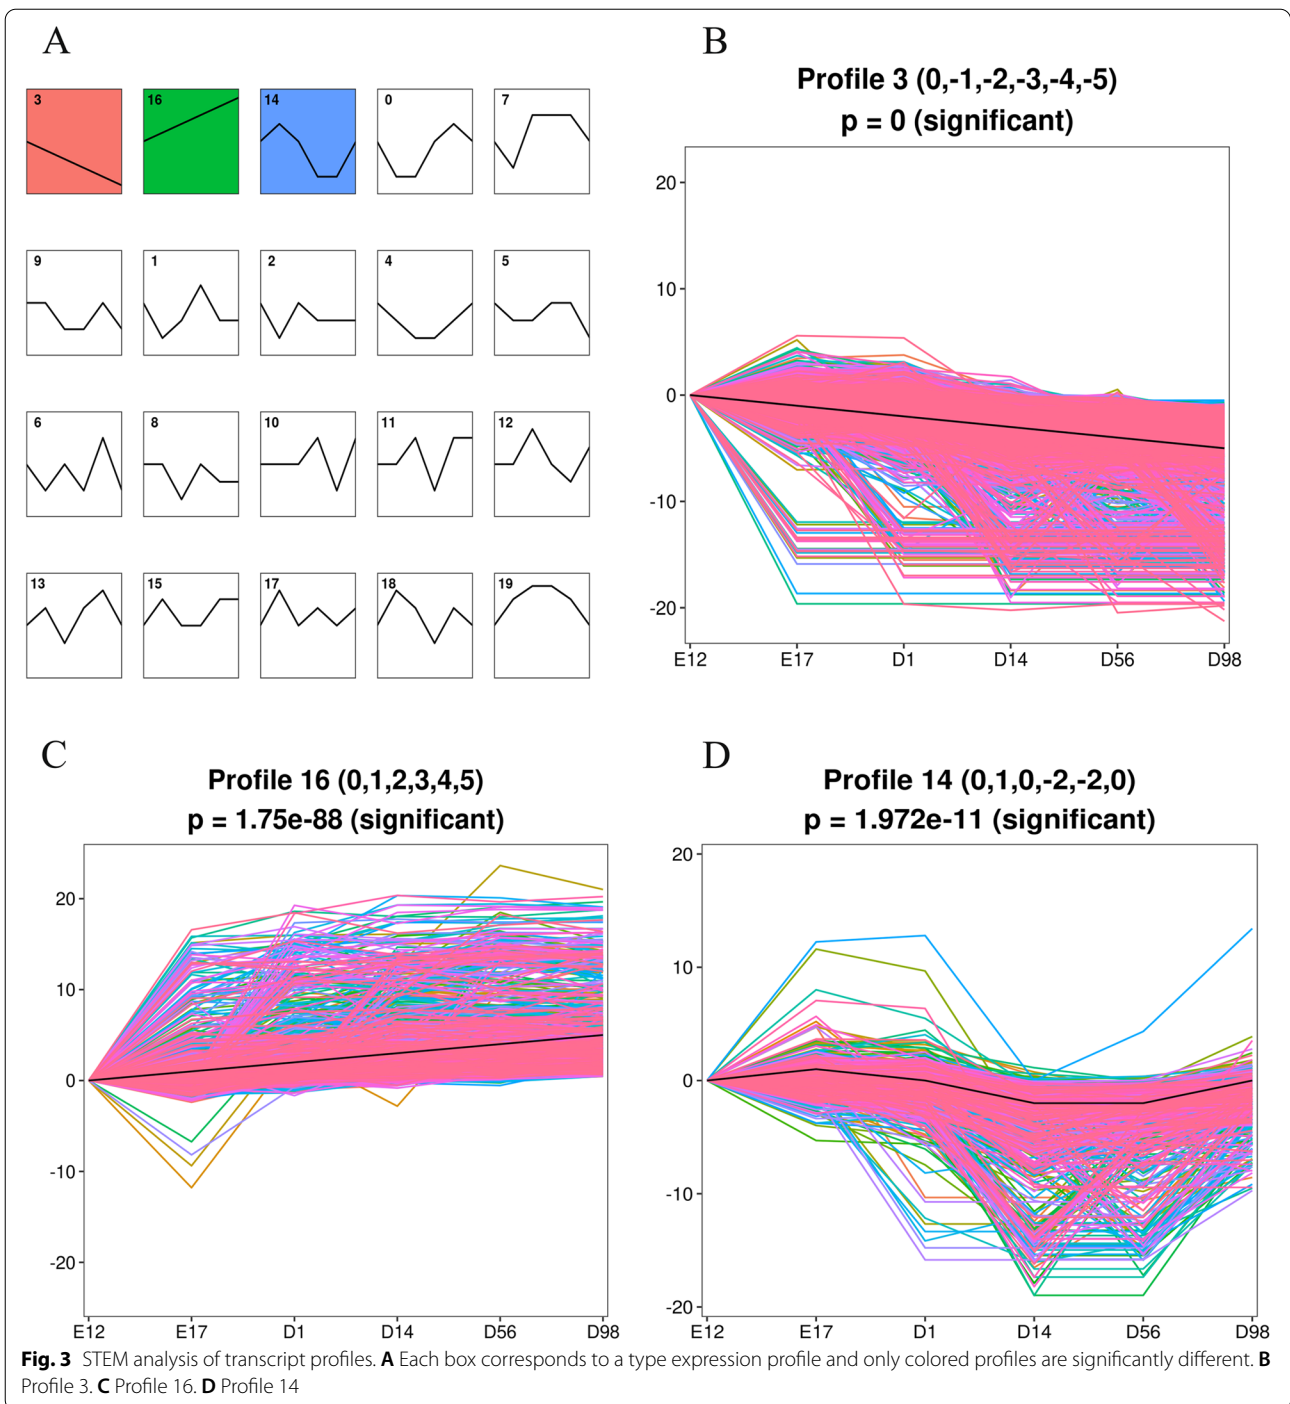 A
3 16 14 0 7
9 1 2 4 5
6 8 10 11 12
13 15 17 18 19
B
Profile 3 (0,-1,-2,-3,-4,-5)
p = 0 (significant)
20
10
0
-10
-20
E12 E17 D1 D14 D56 D98
C
Profile 16 (0,1,2,3,4,5)
p = 1.75e-88 (significant)
20
10
0
-10
-20
E12 E17 D1 D14 D56 D98
D
Profile 14 (0,1,0,-2,-2,0)
p = 1.972e-11 (significant)
20
10
0
-10
-20
E12 E17 D1 D14 D56 D98
Fig. 3 STEM analysis of transcript profiles. A Each box corresponds to a type expression profile and only colored profiles are significantly different. B
Profile 3. C Profile 16. D Profile 14